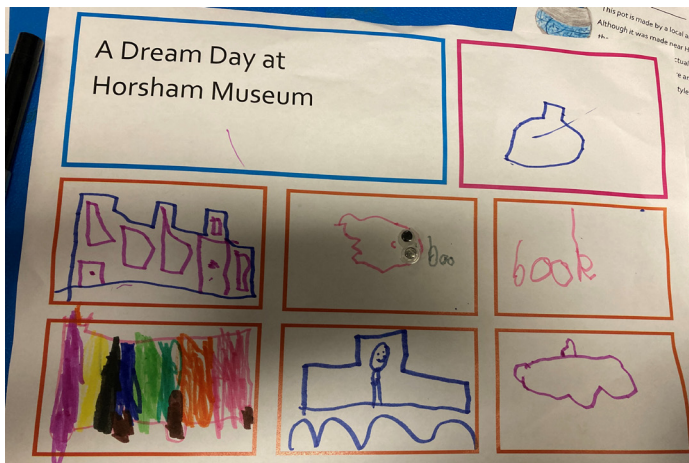 This pot is made by a local a
Although it was made near H
A Dream Day at
Horsham Museum
boo
book